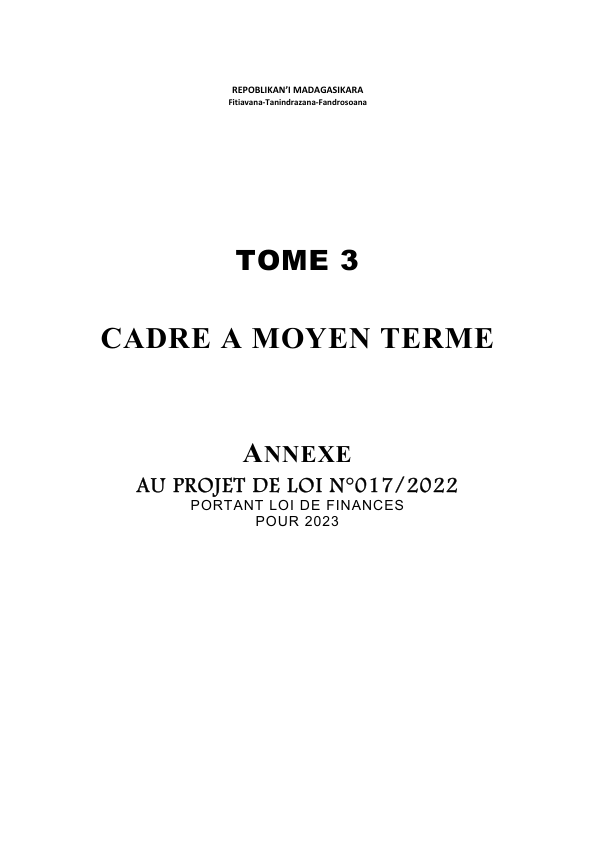 REPOBLIKAN'I MADAGASIKARA
Fitiavana-Tanindrazana-Fandrosoana
TOME 3
CADRE A MOYEN TERME
ANNEXE
AU PROJET DE LOI N°017/2022
PORTANT LOI DE FINANCES
POUR 2023